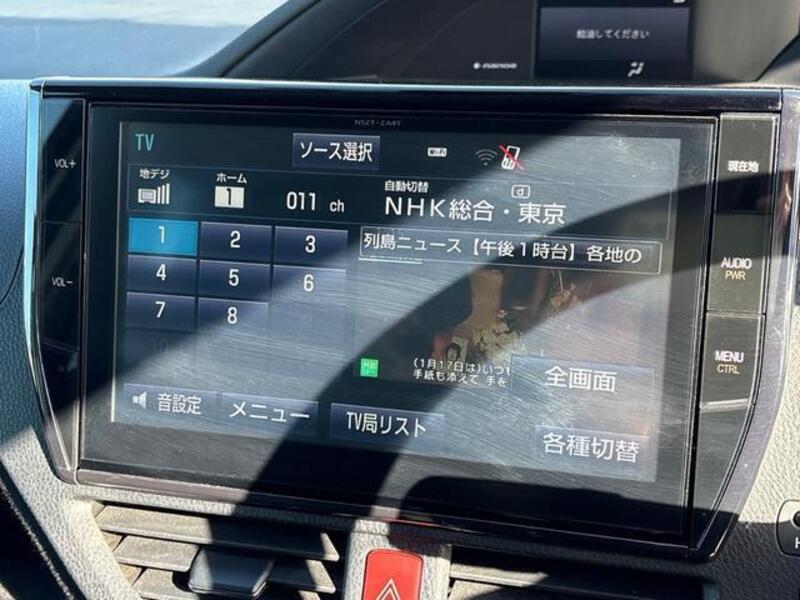 給油してください
nanoe
NSZT-ZA4T
TV
ソース選択
Wi-Fi
地デジ
ホーム
1
011 ch
自動切替
d
NHK総合・東京
列島ニュース【午後1時台】各地の
1
2
3
4
5
6
7
8
(1月17日は)いつも
手紙も添えて 手を
全画面
音設定
メニュー
TV局リスト
各種切替
VOL+
VOL-
現在地
AUDIO
PWR
MENU
CTRL
H